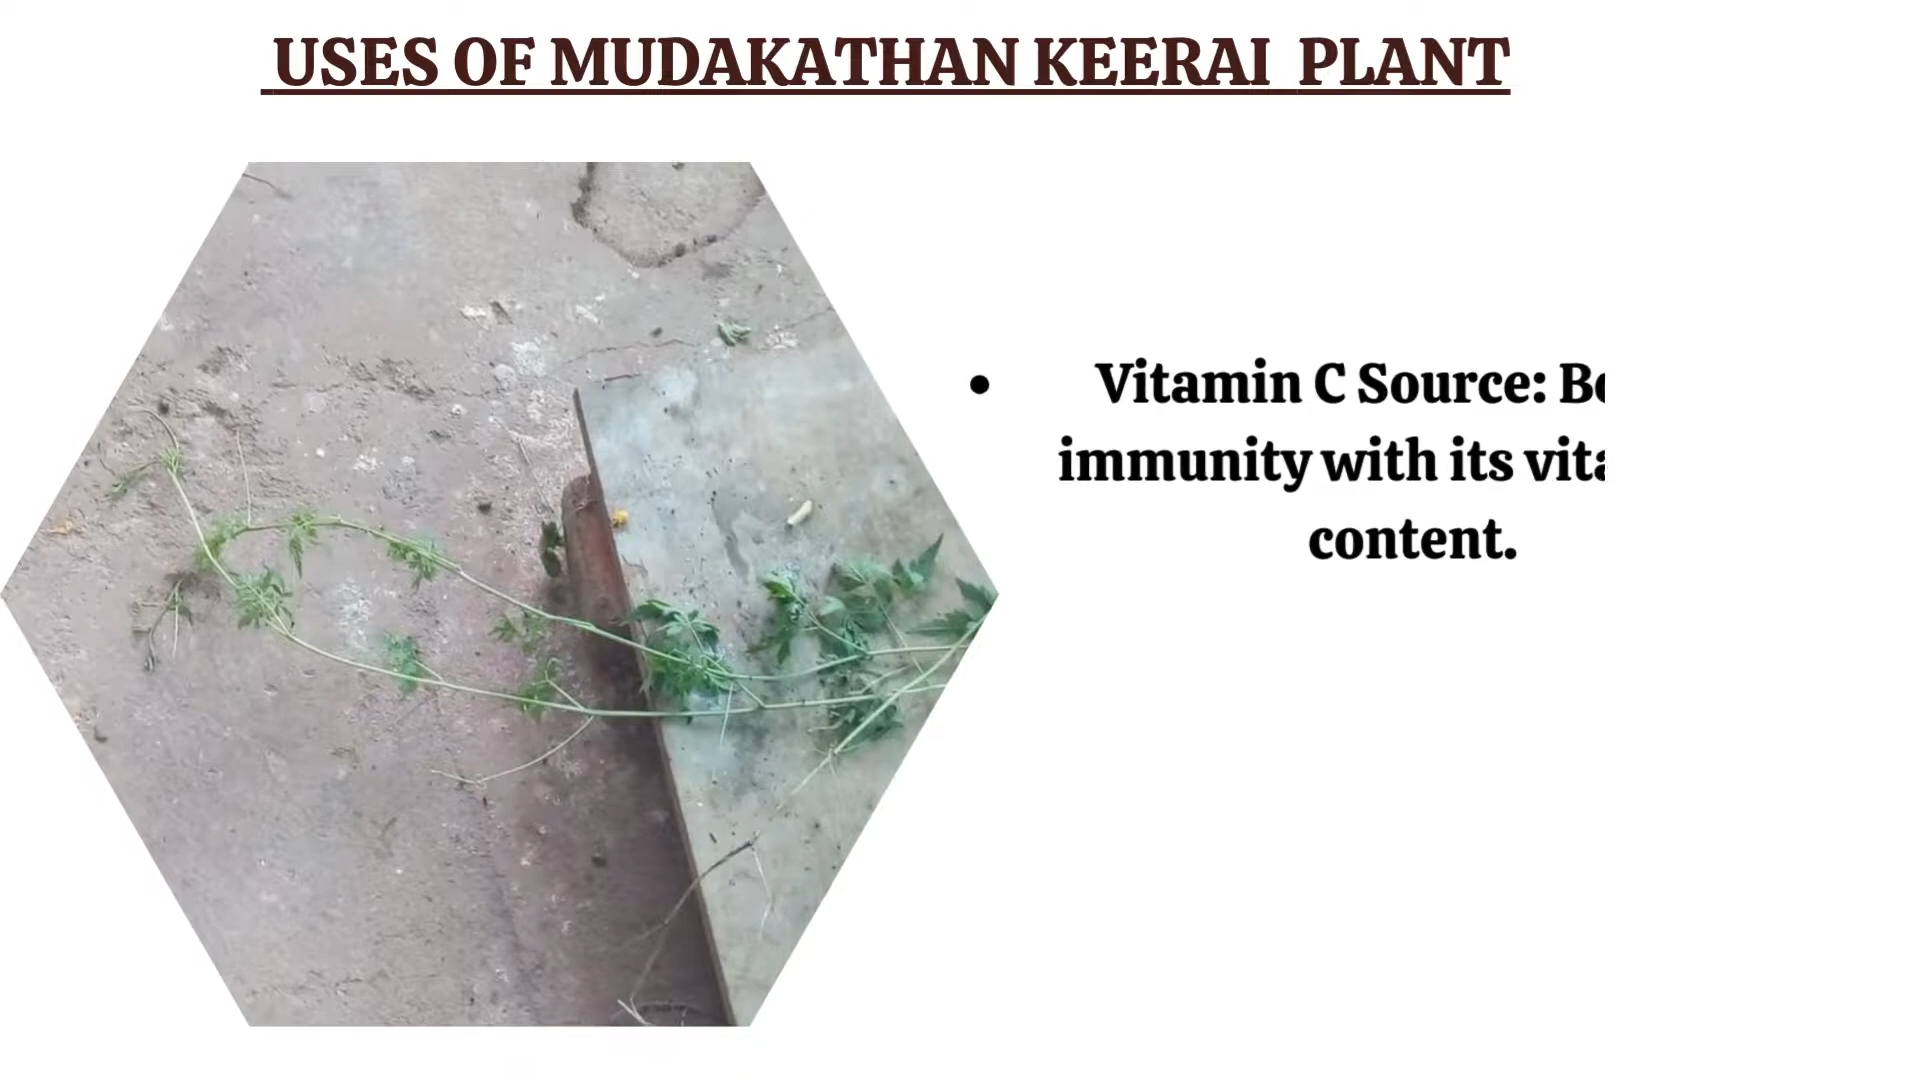 USES OF MUDAKATHAN KEERAI PLANT
• Vitamin C Source:
immunity with its
content.